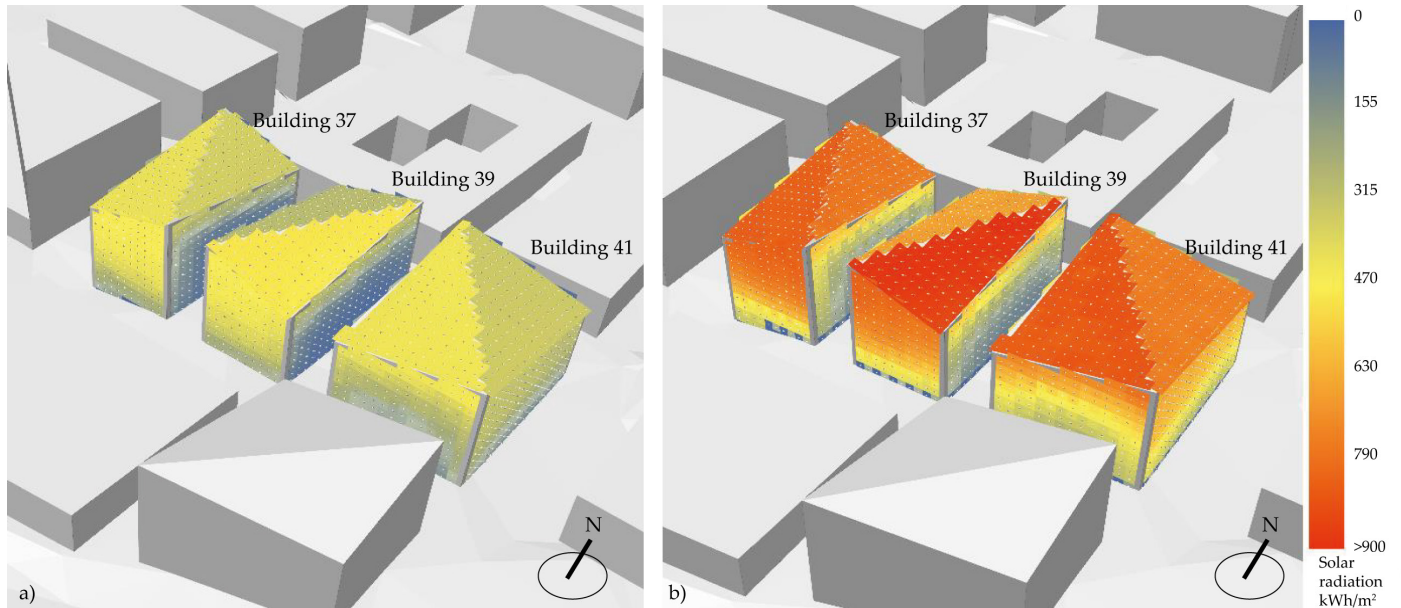 Building 37
Building 39
Building 41
N
a)
Building 37
Building 39
Building 41
N
b)
0
155
315
470
630
790
>900
Solar
radiation
kWh/m²